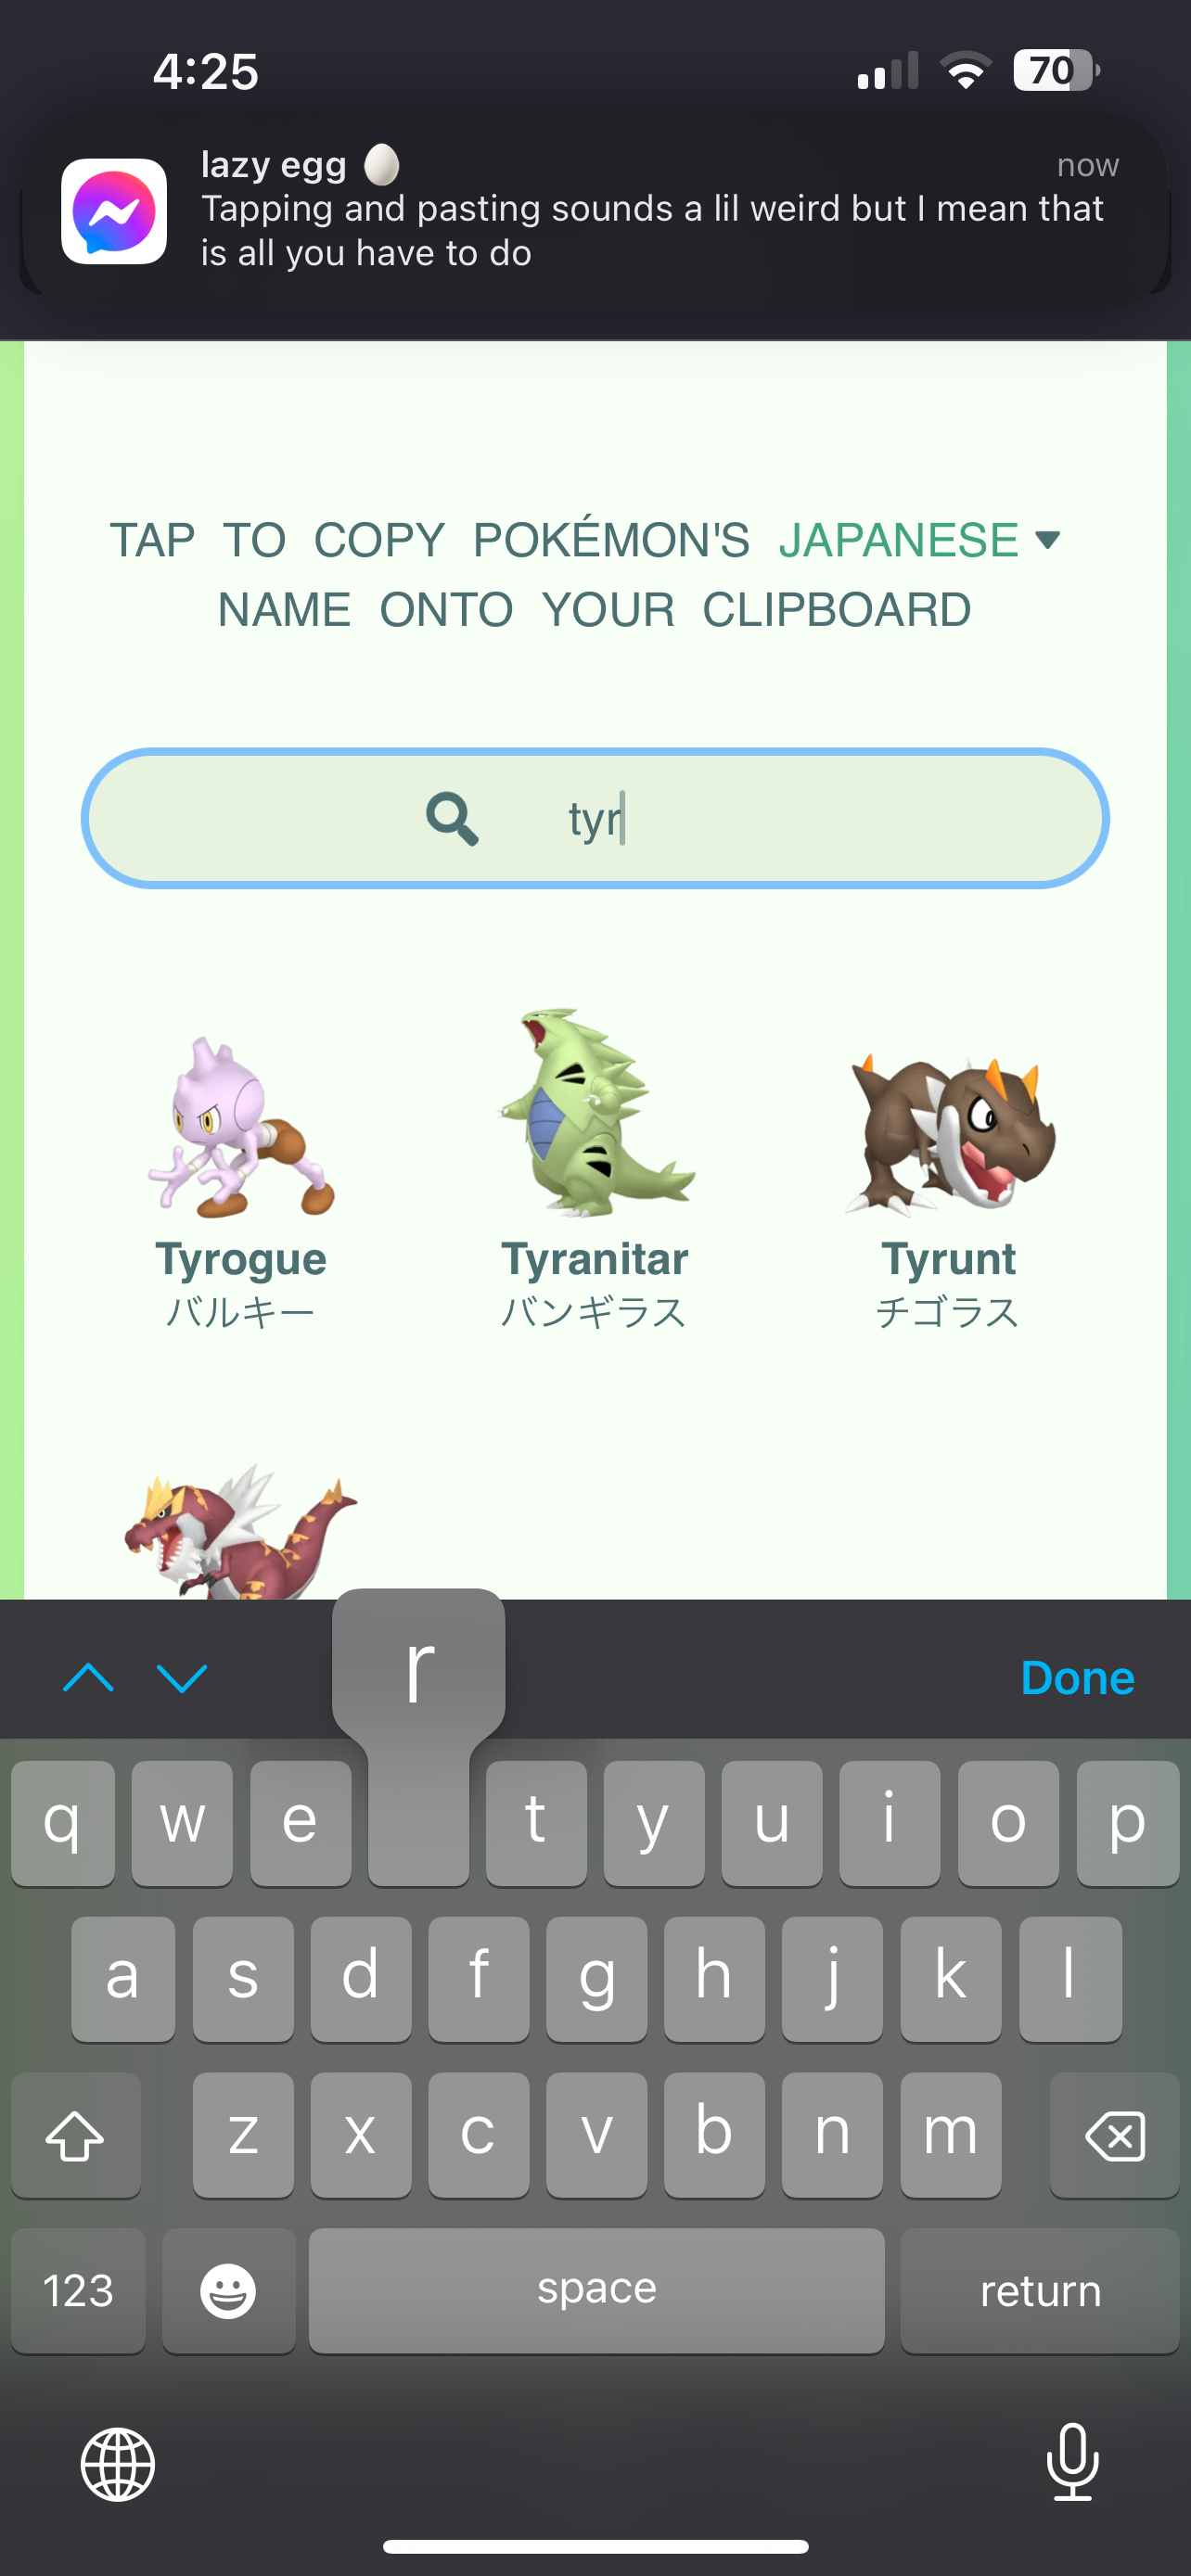 4:25
70
lazy egg 🥚
now
Tapping and pasting sounds a lil weird but I mean that
is all you have to do
TAP TO COPY POKÉMON'S JAPANESE ▼
NAME ONTO YOUR CLIPBOARD
tyr
Tyrogue
Tyranitar
Tyrunt
バルキー
バンギラス
チゴラス
r
Done
q w e t y u i o p
a s d f g h j k l
z x c v b n m
123
space
return